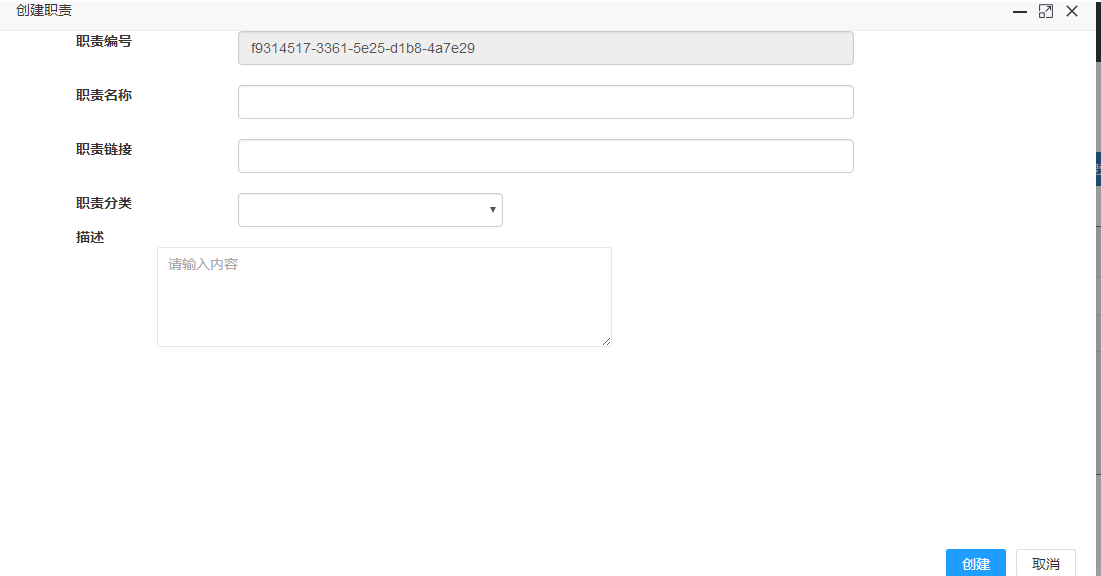 创建职责
职责编号
f9314517-3361-5e25-d1b8-4a7e29
职责名称
职责链接
职责分类
描述
请输入内容
创建
取消